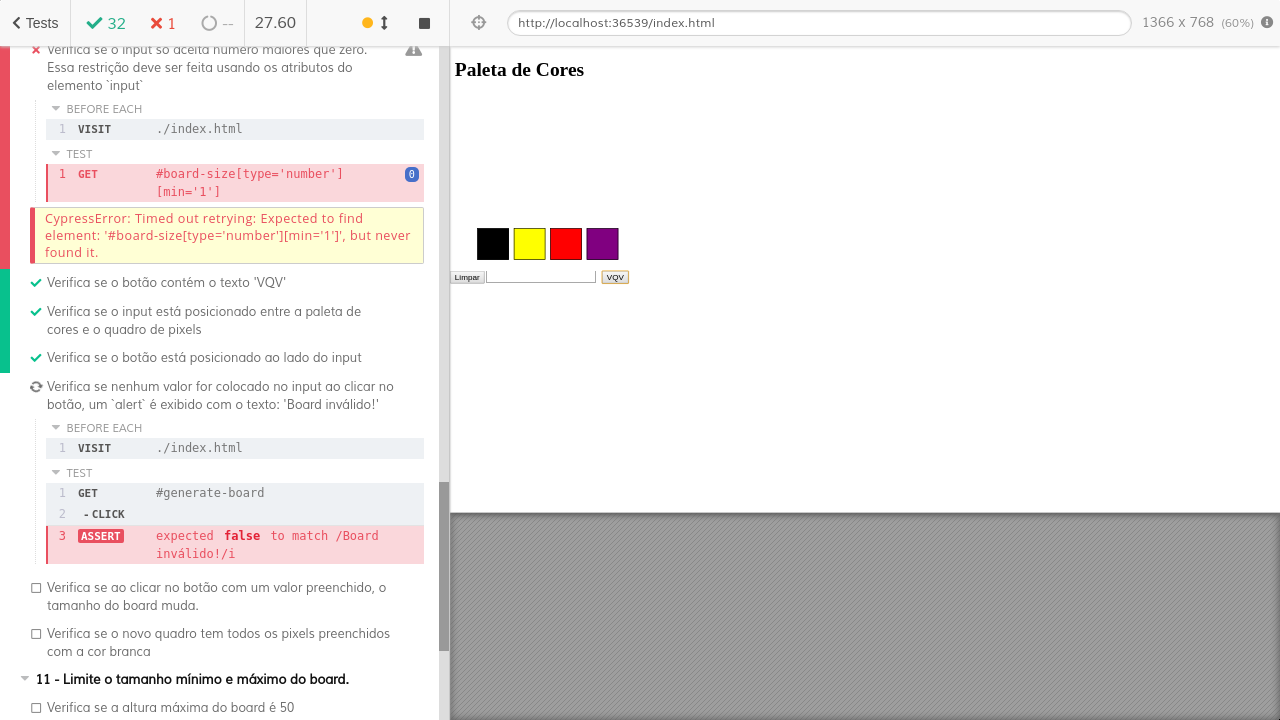 Tests 32 1 -- 27.60 http://localhost:36539/index.html 1366 x 768 (60%)
Verifica se o input só aceita número maiores que zero.
Essa restrição deve ser feita usando os atributos do
elemento `input`
BEFORE EACH
1 VISIT ./index.html
TEST
1 GET #board-size[type='number'] 0
[min='1']
CypressError: Timed out retrying: Expected to find
element: '#board-size[type='number'][min='1']', but never
found it.
Verifica se o botão contém o texto 'VQV'
Verifica se o input está posicionado entre a paleta de
cores e o quadro de pixels
Verifica se o botão está posicionado ao lado do input
Verifica se nenhum valor for colocado no input ao clicar no
botão, um `alert` é exibido com o texto: 'Board inválido!'
BEFORE EACH
1 VISIT ./index.html
TEST
1 GET #generate-board
2 - CLICK
3 ASSERT expected false to match /Board
inválido!/i
Verifica se ao clicar no botão com um valor preenchido, o
tamanho do board muda.
Verifica se o novo quadro tem todos os pixels preenchidos
com a cor branca
11 - Limite o tamanho mínimo e máximo do board.
Verifica se a altura máxima do board é 50
Paleta de Cores
Limpar VQV